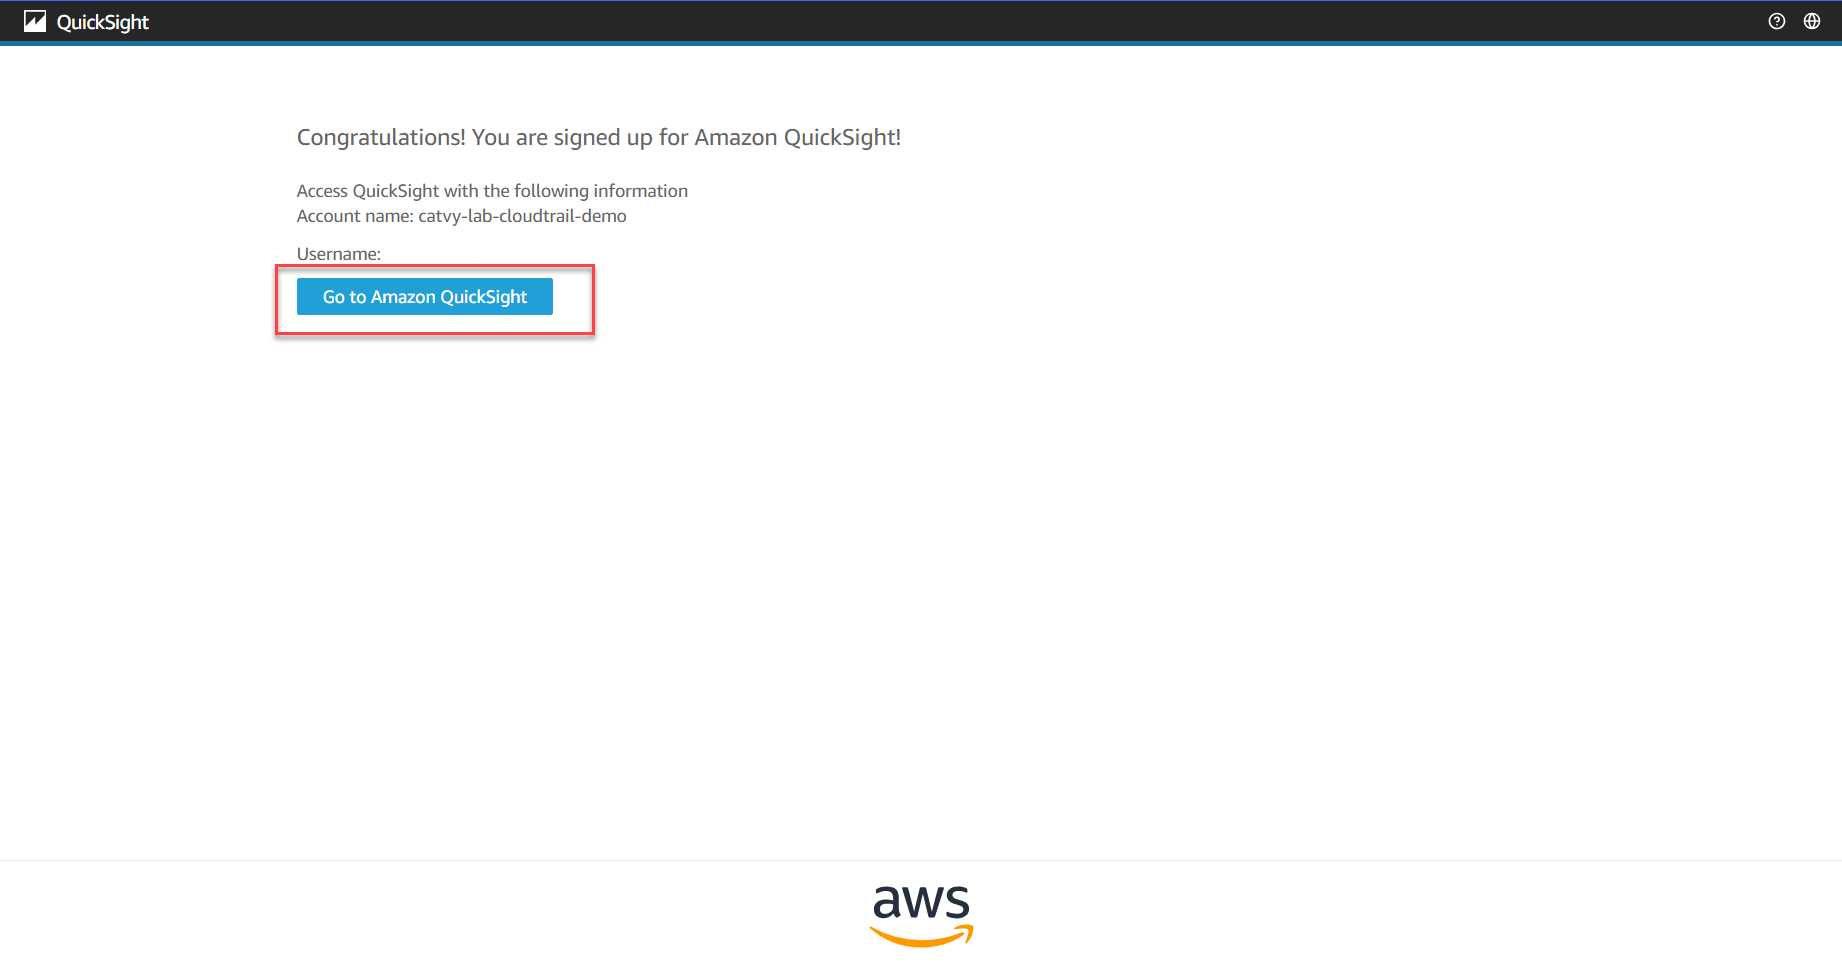 QuickSight
Congratulations! You are signed up for Amazon QuickSight!
Access QuickSight with the following information
Account name: catvy-lab-cloudtrail-demo
Username:
Go to Amazon QuickSight
aws